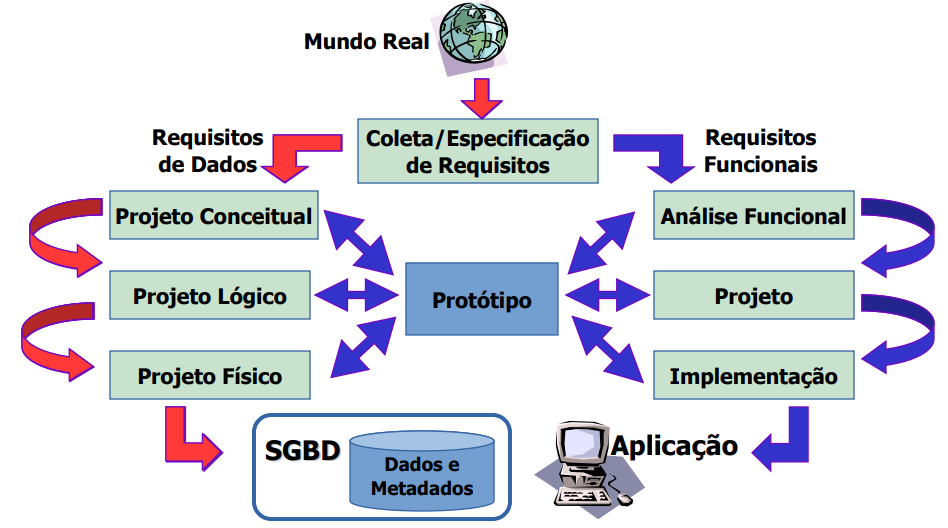 Mundo Real
Requisitos
de Dados
Coleta/Especificação
de Requisitos
Requisitos
Funcionais
Projeto Conceitual
Análise Funcional
Projeto Lógico
Protótipo
Projeto
Projeto Físico
Implementação
SGBD
Dados e
Metadados
Aplicação